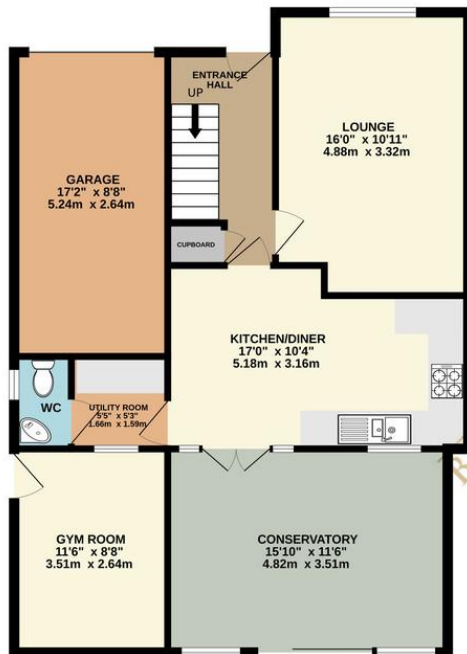 ENTRANCE
HALL
UP
LOUNGE
16'0" x 10'11"
4.88m x 3.32m
GARAGE
17'2" x 8'8"
5.24m x 2.64m
CUPBOARD
KITCHEN/DINER
17'0" x 10'4"
5.18m x 3.16m
WC
UTILITY ROOM
5'5" x 5'3"
1.66m x 1.59m
GYM ROOM
11'6" x 8'8"
3.51m x 2.64m
CONSERVATORY
15'10" x 11'6"
4.82m x 3.51m